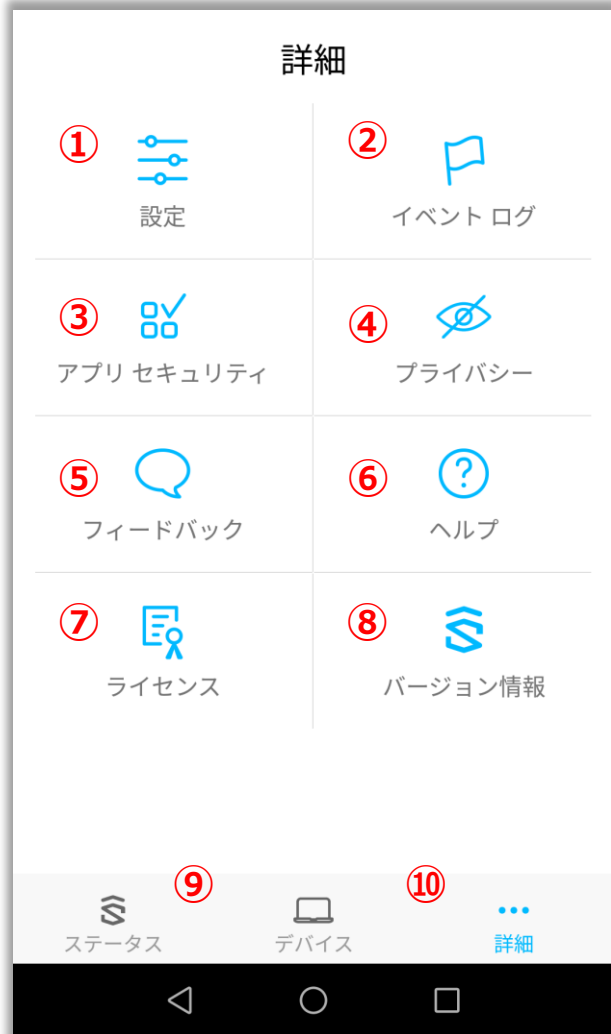 詳細
① ②
設定 イベント ログ
③ ④
アプリ セキュリティ プライバシー
⑤ ⑥
フィードバック ヘルプ
⑦ ⑧
ライセンス バージョン情報
⑨ ⑩
ステータス デバイス 詳細